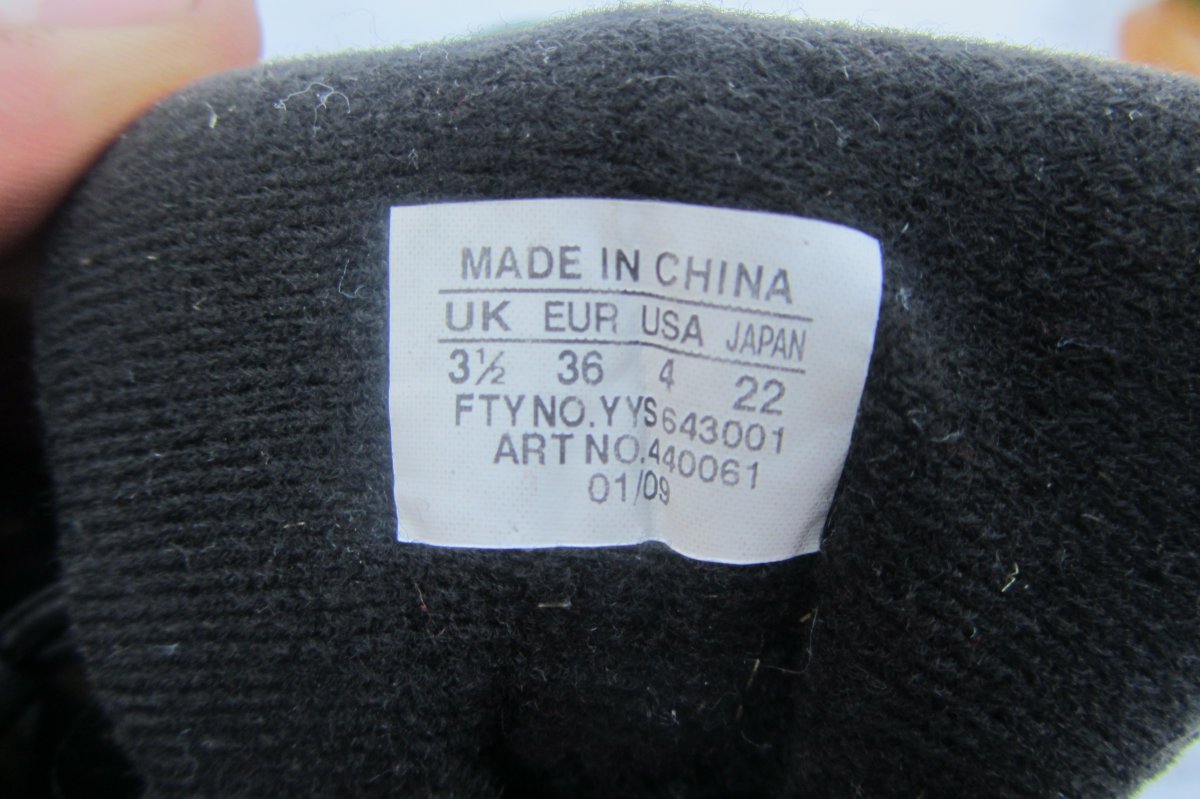 MADE IN CHINA
UK EUR USA JAPAN
3½ 36 4 22
FTY NO. YYS643001
ART NO. 440061
01/09